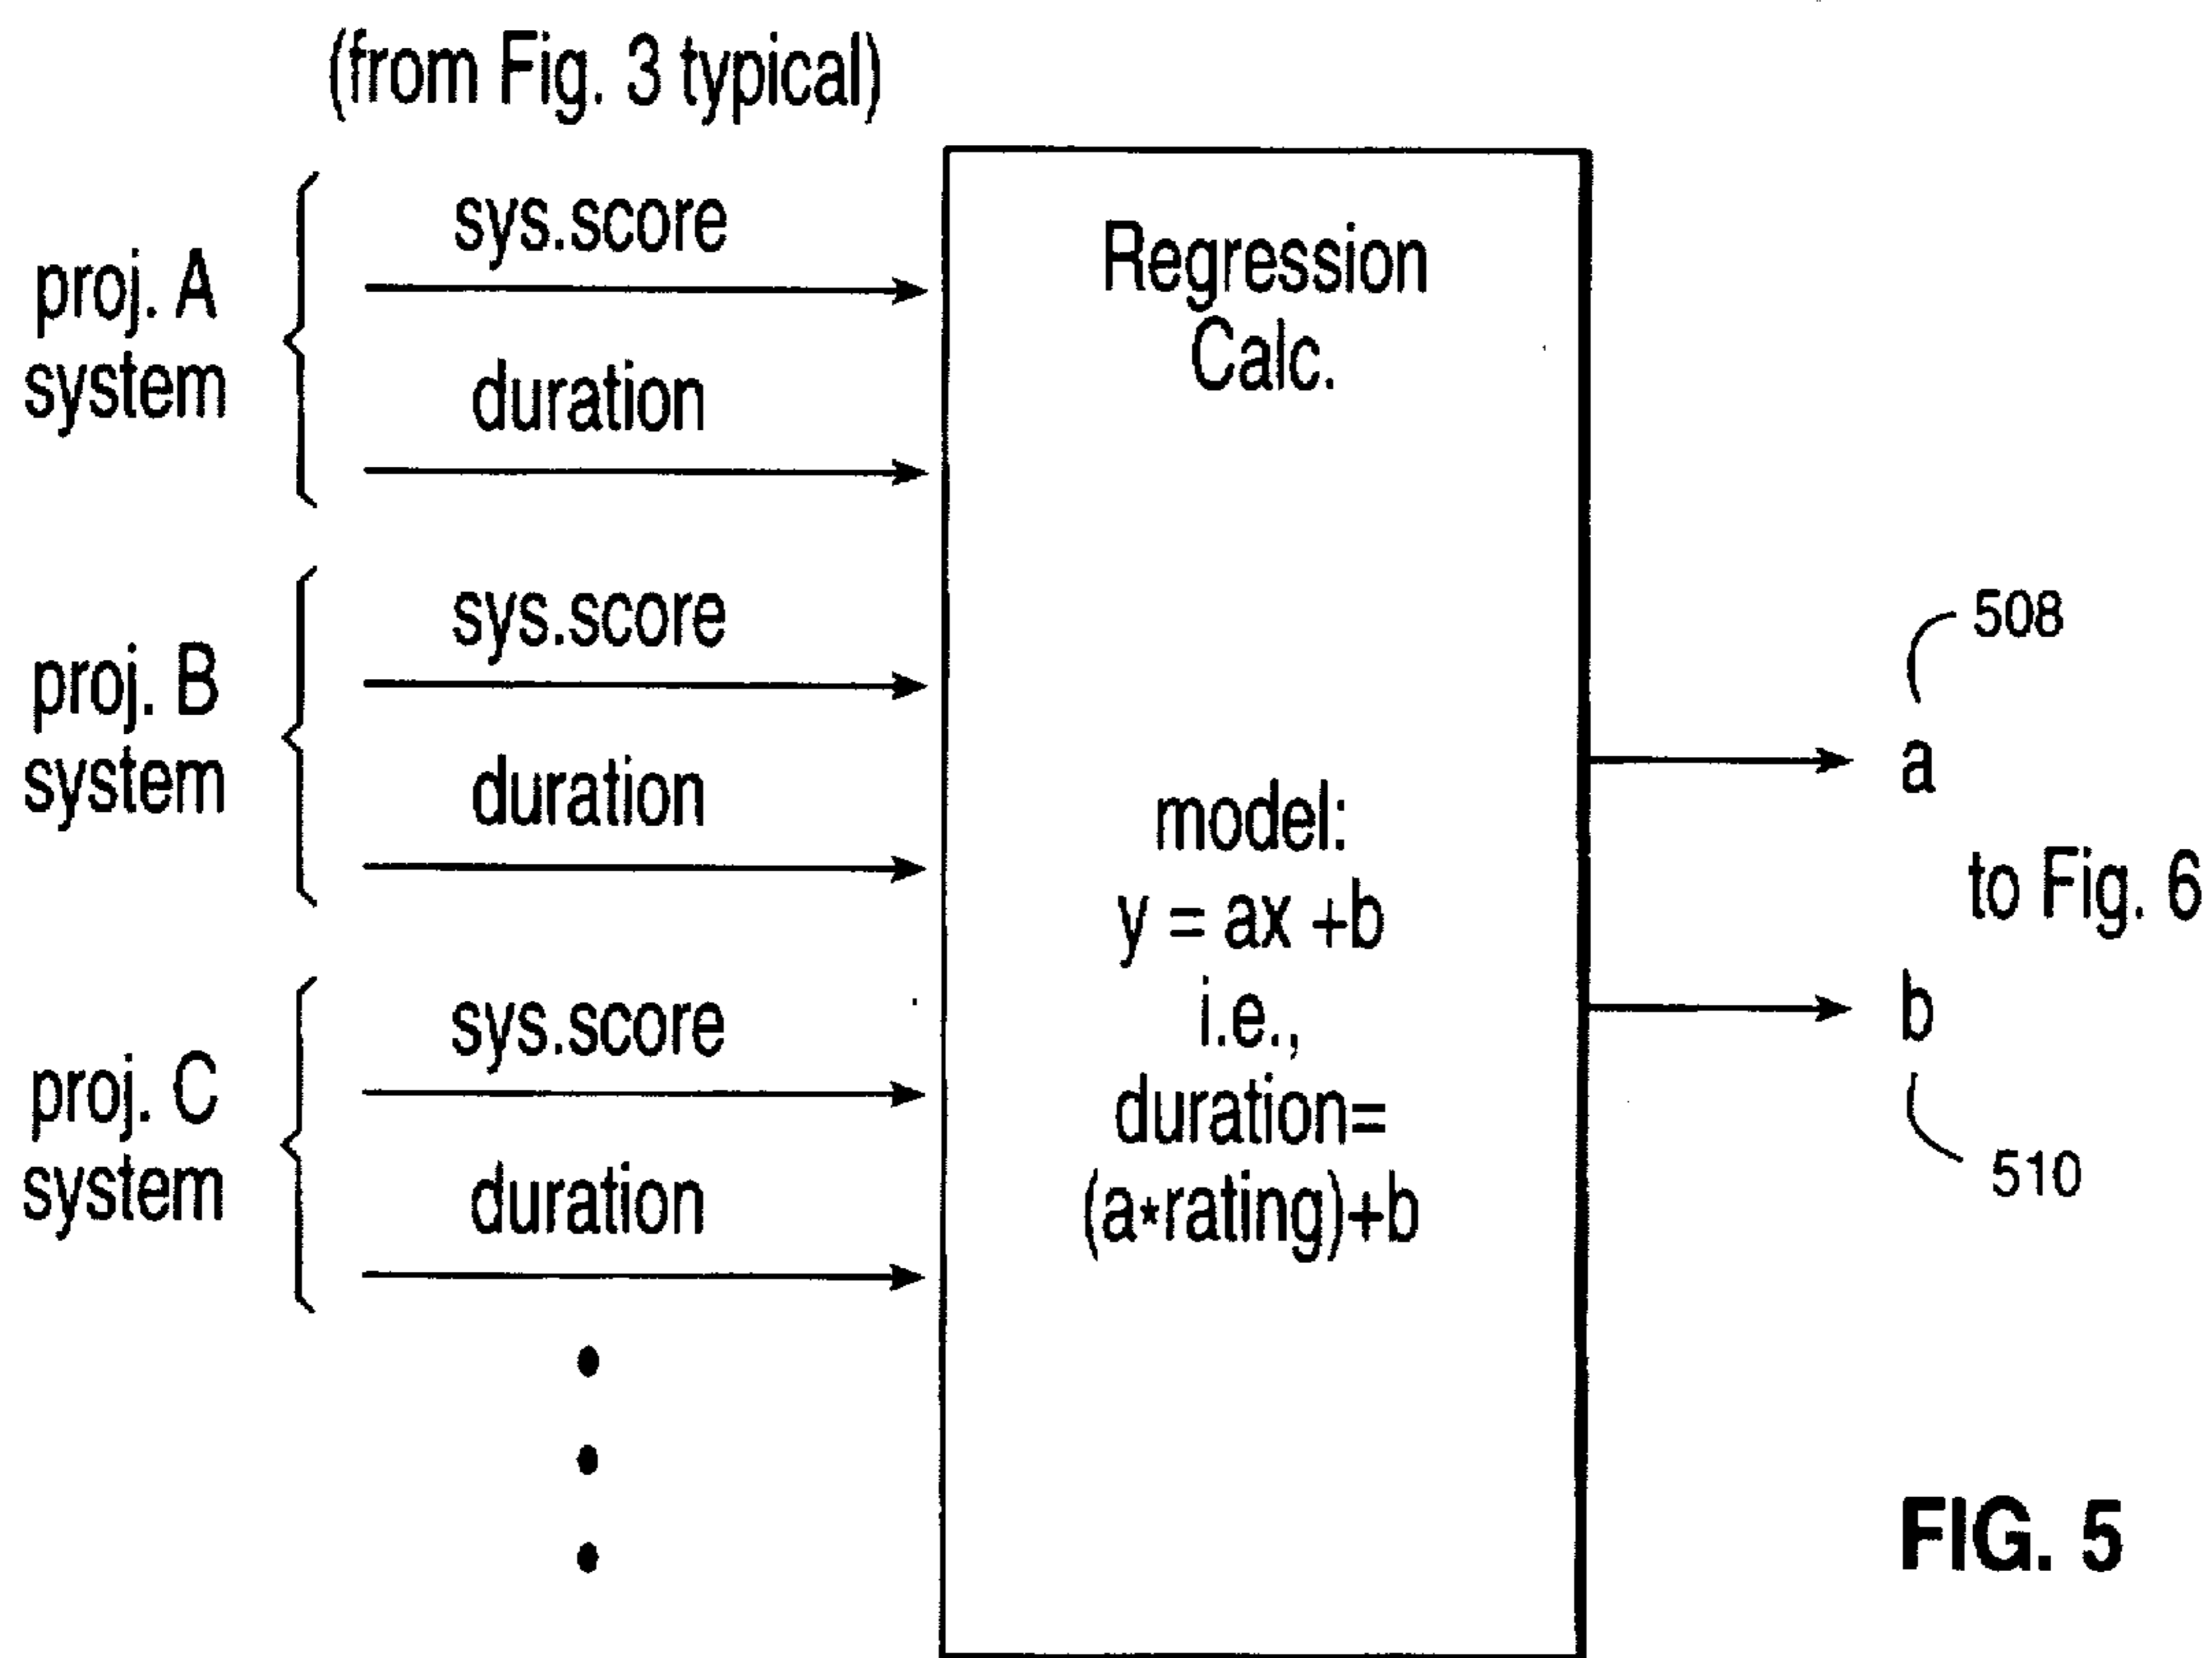 (from Fig. 3 typical)
proj. A
system
sys.score
duration
proj. B
system
sys.score
duration
proj. C
system
sys.score
duration
Regression
Calc.
model:
y = ax +b
i.e.,
duration=
(a*rating)+b
508
a
to Fig. 6
b
510
FIG. 5